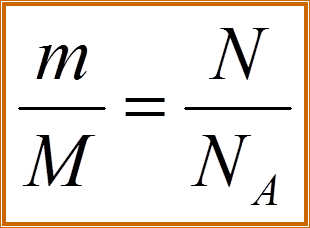 m/M = N/N_A